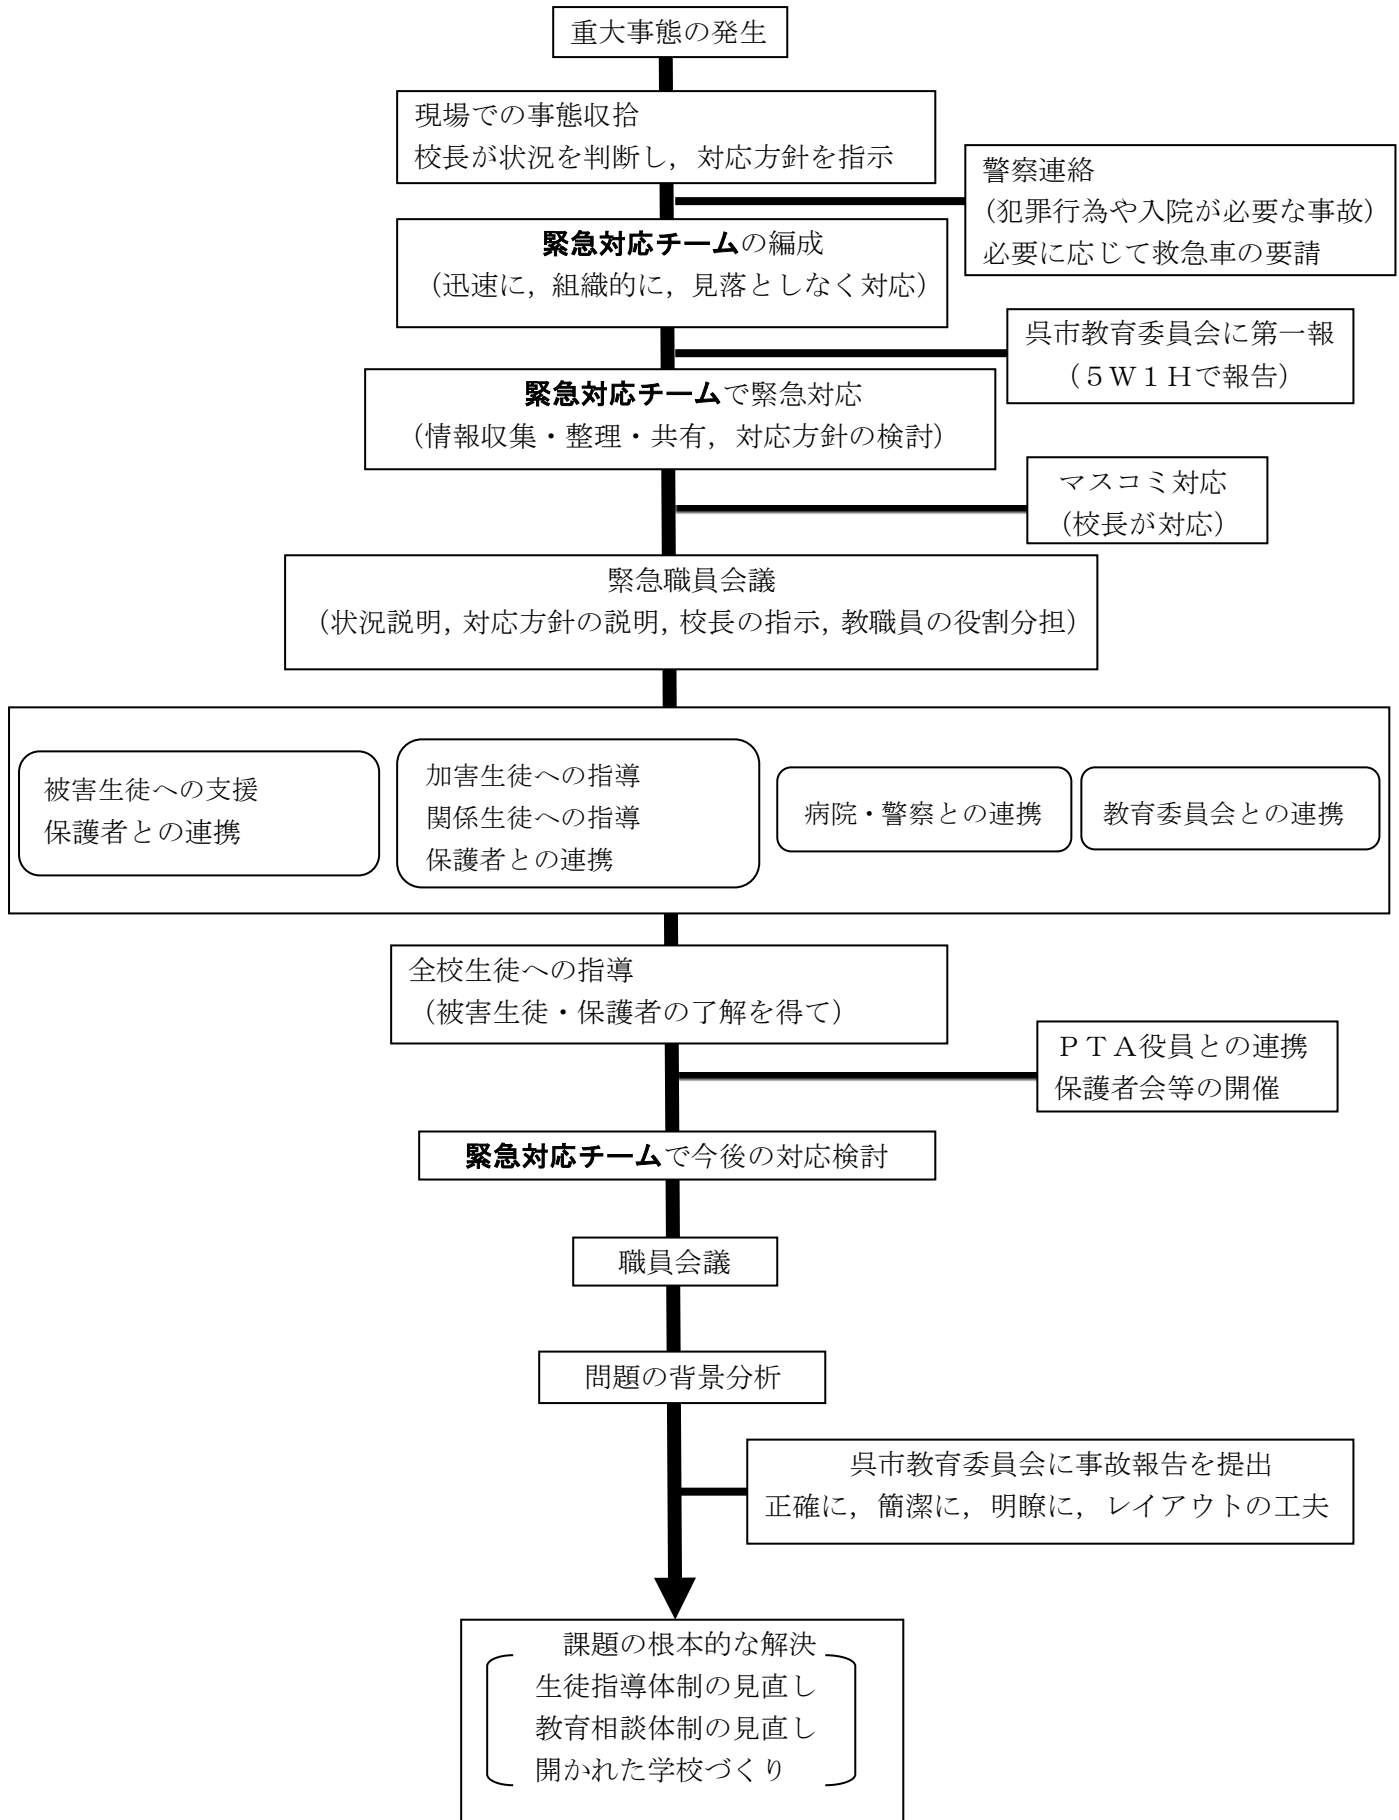 重大事態の発生
現場での事態収拾
校長が状況を判断し，対応方針を指示
警察連絡
(犯罪行為や入院が必要な事故)
必要に応じて救急車の要請
緊急対応チームの編成
（迅速に，組織的に，見落としなく対応）
呉市教育委員会に第一報
（５Ｗ１Ｈで報告）
緊急対応チームで緊急対応
（情報収集・整理・共有，対応方針の検討）
マスコミ対応
（校長が対応）
緊急職員会議
（状況説明，対応方針の説明，校長の指示，教職員の役割分担）
被害生徒への支援
保護者との連携
加害生徒への指導
関係生徒への指導
保護者との連携
病院・警察との連携
教育委員会との連携
全校生徒への指導
（被害生徒・保護者の了解を得て）
ＰＴＡ役員との連携
保護者会等の開催
緊急対応チームで今後の対応検討
職員会議
問題の背景分析
呉市教育委員会に事故報告を提出
正確に，簡潔に，明瞭に，レイアウトの工夫
課題の根本的な解決
生徒指導体制の見直し
教育相談体制の見直し
開かれた学校づくり